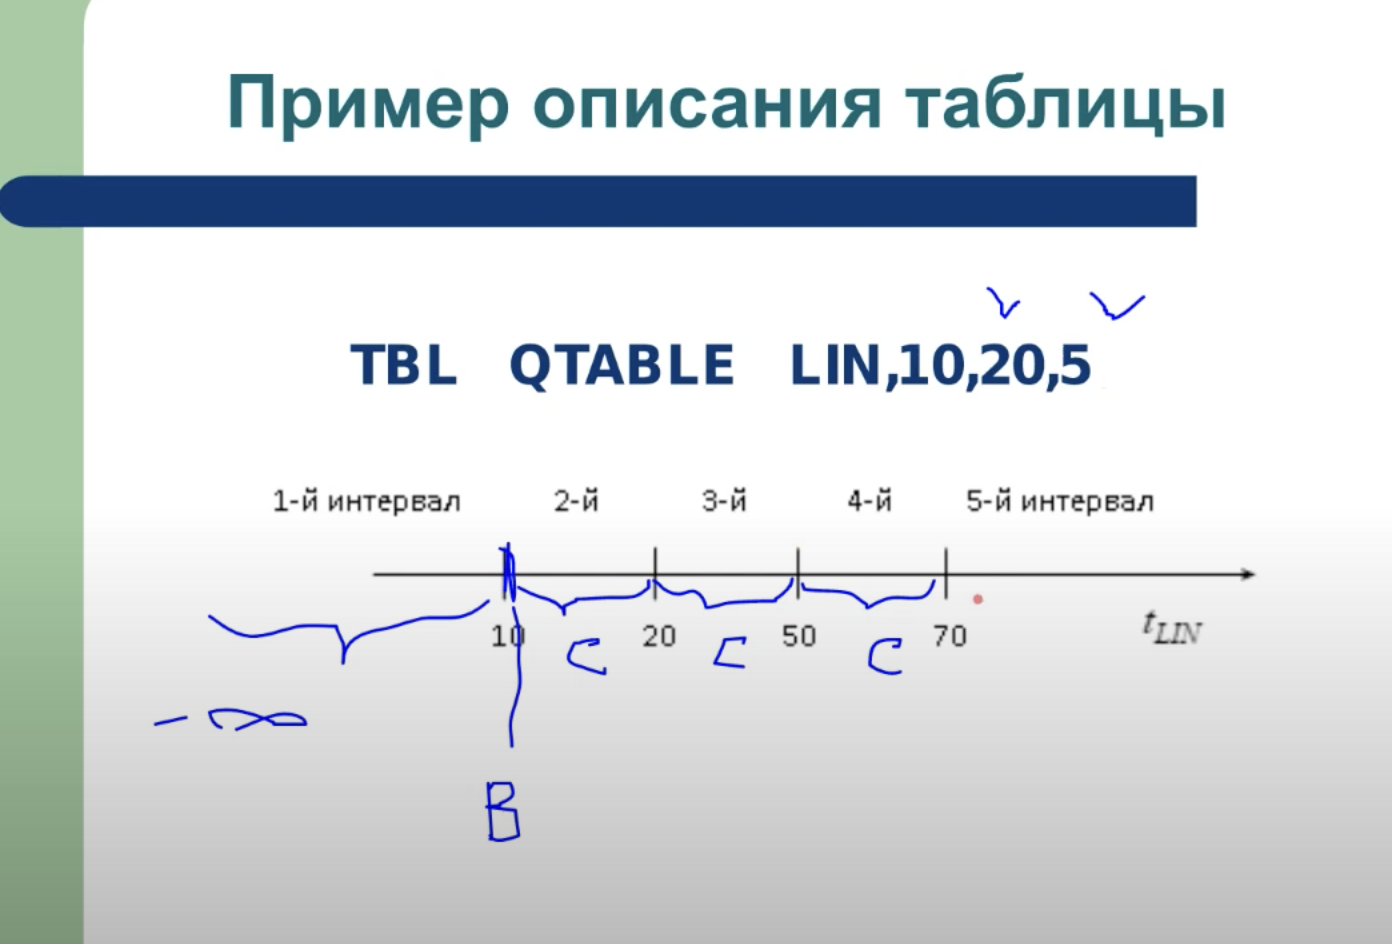 Пример описания таблицы
TBL QTABLE LIN,10,20,5
1-й интервал 2-й 3-й 4-й 5-й интервал
10 20 50 70 tLIN
C C C
-∞
B